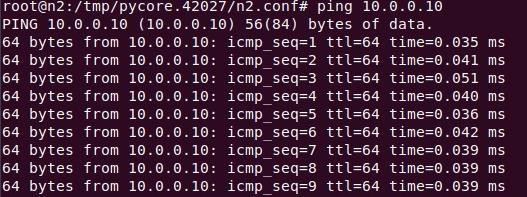 root@n2:/tmp/pycore.42027/n2.conf# ping 10.0.0.10
PING 10.0.0.10 (10.0.0.10) 56(84) bytes of data.
64 bytes from 10.0.0.10: icmp_seq=1 ttl=64 time=0.035 ms
64 bytes from 10.0.0.10: icmp_seq=2 ttl=64 time=0.041 ms
64 bytes from 10.0.0.10: icmp_seq=3 ttl=64 time=0.051 ms
64 bytes from 10.0.0.10: icmp_seq=4 ttl=64 time=0.040 ms
64 bytes from 10.0.0.10: icmp_seq=5 ttl=64 time=0.036 ms
64 bytes from 10.0.0.10: icmp_seq=6 ttl=64 time=0.042 ms
64 bytes from 10.0.0.10: icmp_seq=7 ttl=64 time=0.039 ms
64 bytes from 10.0.0.10: icmp_seq=8 ttl=64 time=0.039 ms
64 bytes from 10.0.0.10: icmp_seq=9 ttl=64 time=0.039 ms